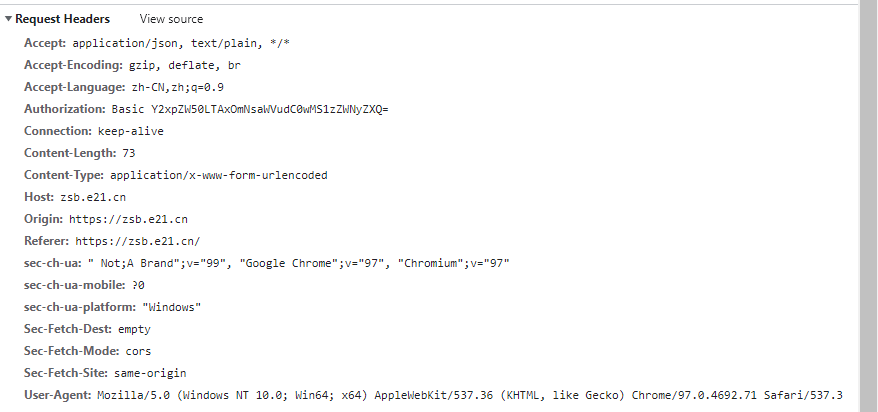 Request Headers View source
Accept: application/json, text/plain, */*
Accept-Encoding: gzip, deflate, br
Accept-Language: zh-CN,zh;q=0.9
Authorization: Basic Y2xpZW50LTAxOmNsaWVudC0wMS1zZWNyZXQ=
Connection: keep-alive
Content-Length: 73
Content-Type: application/x-www-form-urlencoded
Host: zsb.e21.cn
Origin: https://zsb.e21.cn
Referer: https://zsb.e21.cn/
sec-ch-ua: " Not;A Brand";v="99", "Google Chrome";v="97", "Chromium";v="97"
sec-ch-ua-mobile: ?0
sec-ch-ua-platform: "Windows"
Sec-Fetch-Dest: empty
Sec-Fetch-Mode: cors
Sec-Fetch-Site: same-origin
User-Agent: Mozilla/5.0 (Windows NT 10.0; Win64; x64) AppleWebKit/537.36 (KHTML, like Gecko) Chrome/97.0.4692.71 Safari/537.3